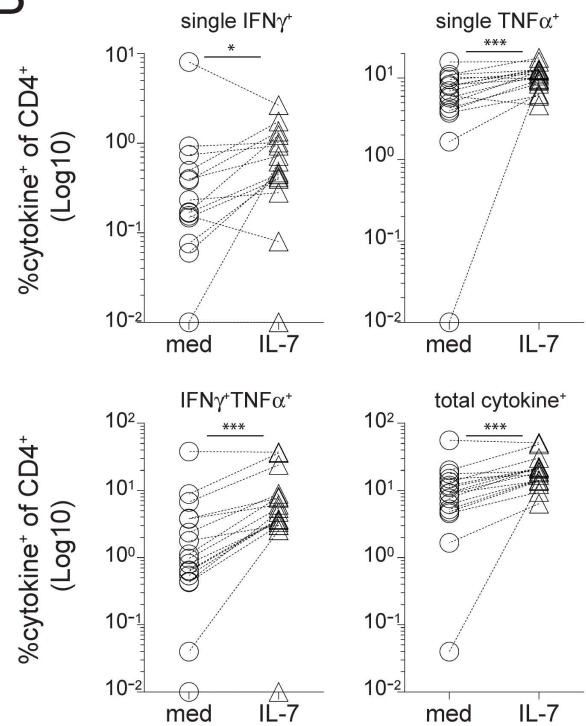 single IFNγ⁺
single TNFα⁺
*
***
10¹
10⁰
10⁻¹
10⁻²
10¹
10⁰
10⁻¹
10⁻²
%cytokine⁺ of CD4⁺
(Log10)
med IL-7
med IL-7
IFNγ⁺TNFα⁺
total cytokine⁺
***
***
10²
10¹
10⁰
10⁻¹
10⁻²
10²
10¹
10⁰
10⁻¹
10⁻²
%cytokine⁺ of CD4⁺
(Log10)
med IL-7
med IL-7